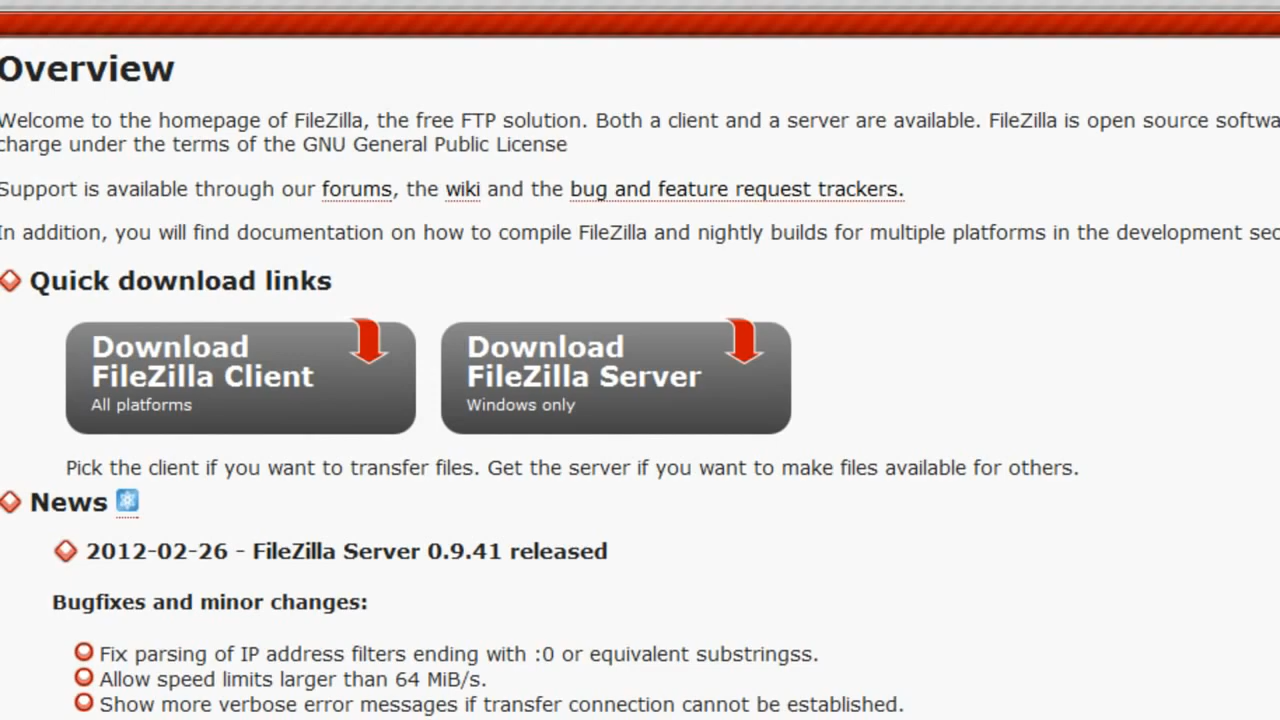 Overview
Welcome to the homepage of FileZilla, the free FTP solution. Both a client and a server are available. FileZilla is open source softwa
charge under the terms of the GNU General Public License
Support is available through our forums, the wiki and the bug and feature request trackers.
In addition, you will find documentation on how to compile FileZilla and nightly builds for multiple platforms in the development sec
Quick download links
Download
FileZilla Client
All platforms
Download
FileZilla Server
Windows only
Pick the client if you want to transfer files. Get the server if you want to make files available for others.
News
2012-02-26 - FileZilla Server 0.9.41 released
Bugfixes and minor changes:
Fix parsing of IP address filters ending with :0 or equivalent substringss.
Allow speed limits larger than 64 MiB/s.
Show more verbose error messages if transfer connection cannot be established.